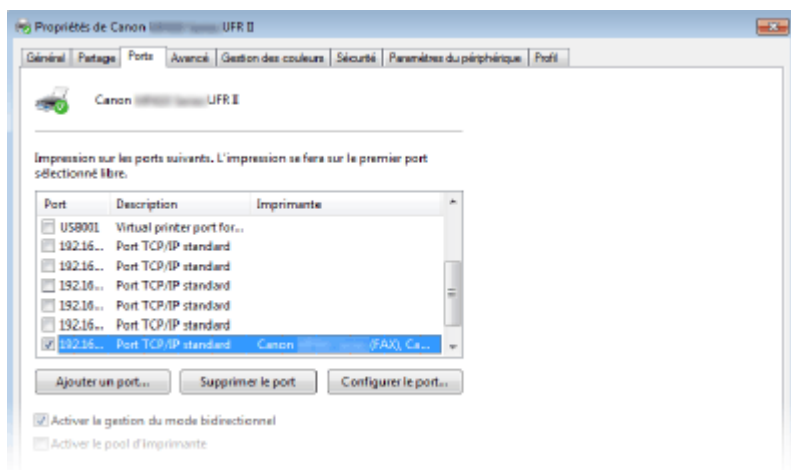 Propriétés de Canon UFR II
Général Partage Ports Avancé Gestion des couleurs Sécurité Paramètres du périphérique Profil
Canon UFR II
Impression sur les ports suivants. L'impression se fera sur le premier port
sélectionné libre.
Port Description Imprimante
USB001 Virtual printer port for...
192.16... Port TCP/IP standard
192.16... Port TCP/IP standard
192.16... Port TCP/IP standard
192.16... Port TCP/IP standard
192.16... Port TCP/IP standard
192.16... Port TCP/IP standard Canon (FAX), Ca...
Ajouter un port... Supprimer le port Configurer le port...
Activer la gestion du mode bidirectionnel
Activer le pool d'imprimante